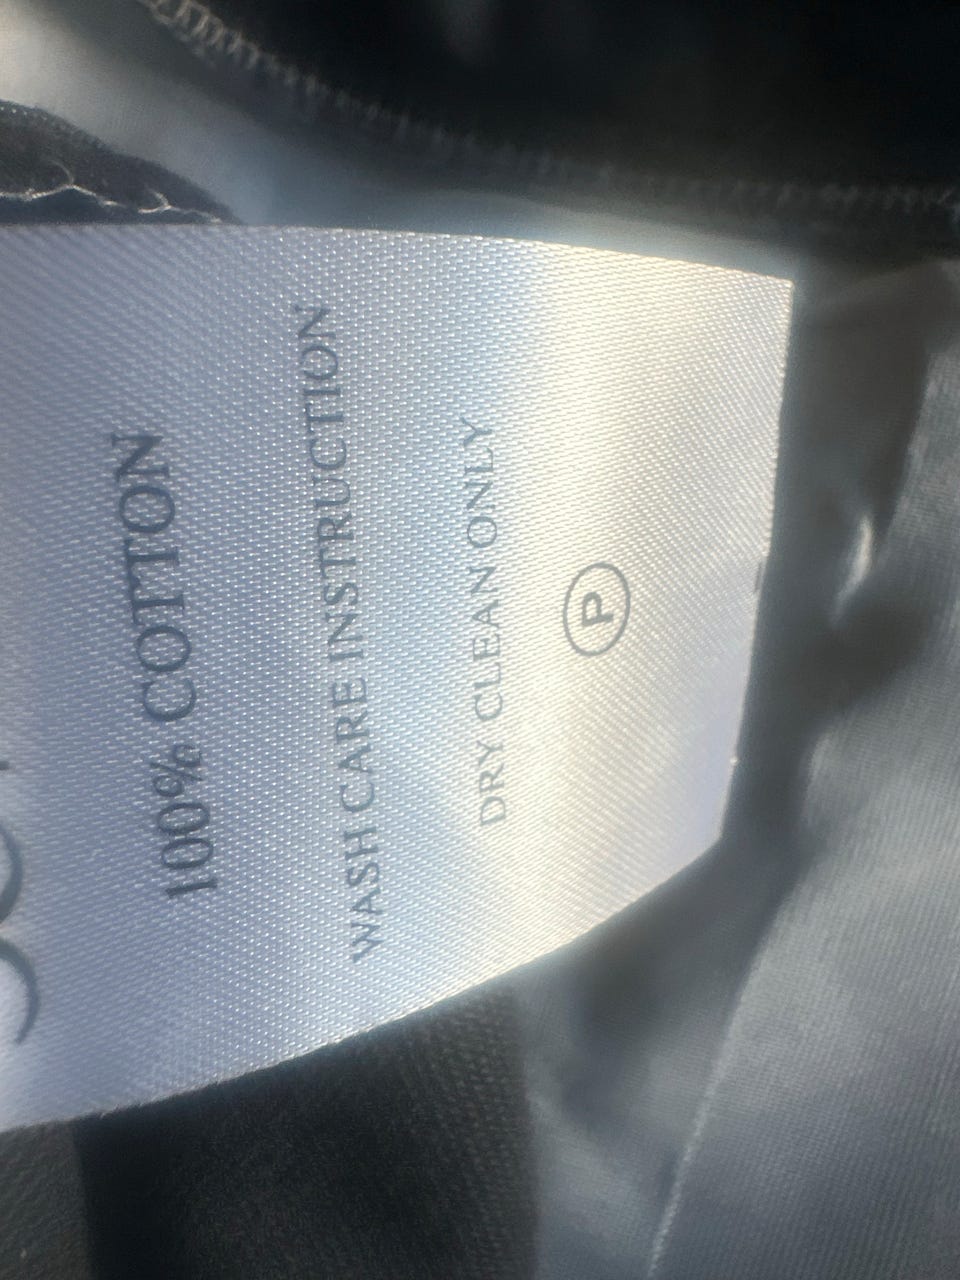 100% COTTON
WASH CARE INSTRUCTION
DRY CLEAN ONLY
P